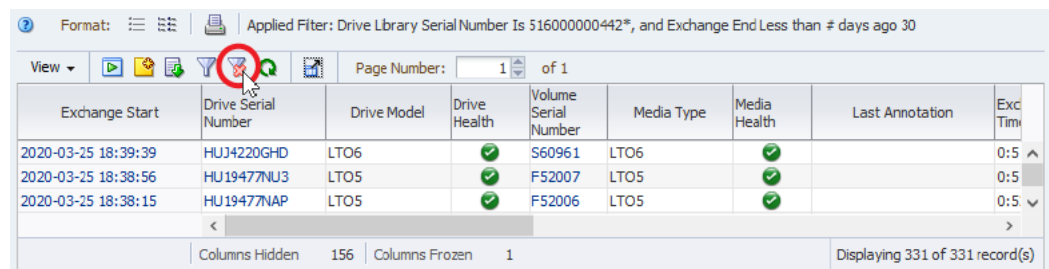 Format: Applied Filter: Drive Library Serial Number Is 516000000442*, and Exchange End Less than # days ago 30
View Page Number: 1 of 1
Exchange Start Drive Serial Number Drive Model Drive Health Volume Serial Number Media Type Media Health Last Annotation Exc Time
2020-03-25 18:39:39 HUJ4220GHD LTO6 S60961 LTO6 0:5
2020-03-25 18:38:56 HU19477NU3 LTO5 F52007 LTO5 0:5
2020-03-25 18:38:15 HU19477NAP LTO5 F52006 LTO5 0:5
Columns Hidden 156 Columns Frozen 1 Displaying 331 of 331 record(s)